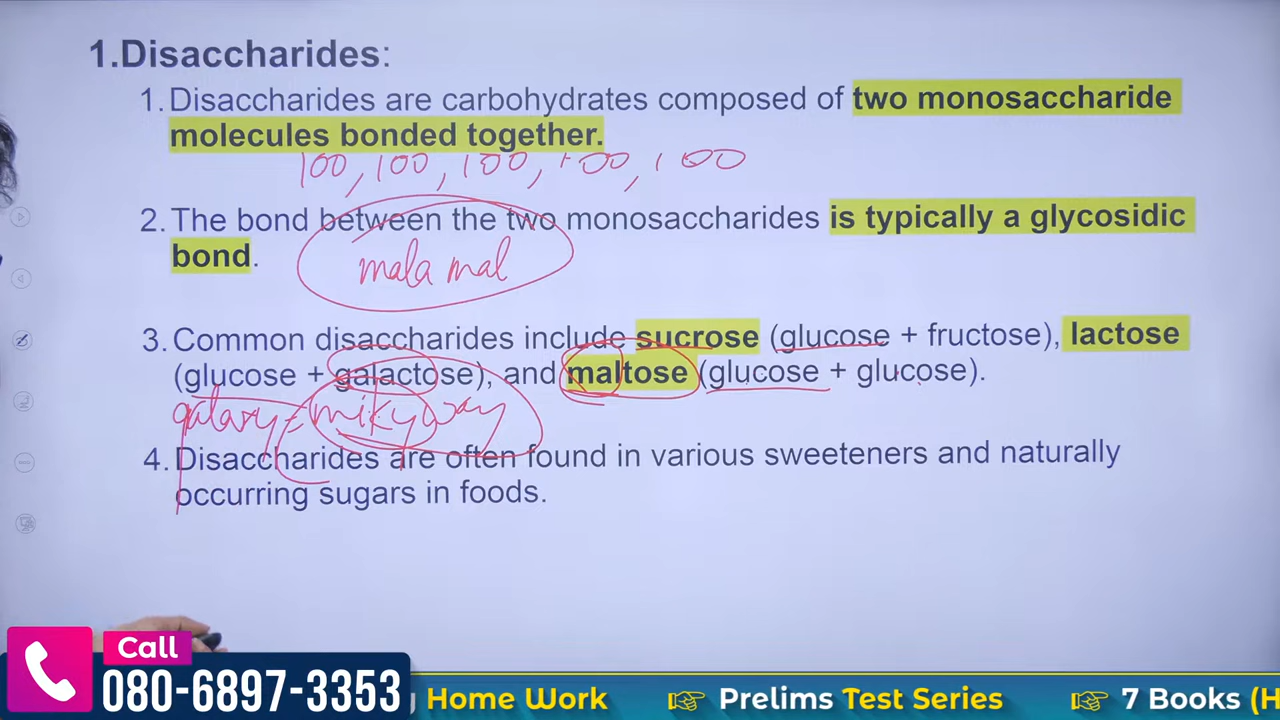 1.Disaccharides:
1. Disaccharides are carbohydrates composed of two monosaccharide
molecules bonded together.
100, 100, 100, 100, 100
2. The bond between the two monosaccharides is typically a glycosidic
bond.
mala mal
3. Common disaccharides include sucrose (glucose + fructose), lactose
(glucose + galactose), and maltose (glucose + glucose).
galaxy = mikyway
4. Disaccharides are often found in various sweeteners and naturally
occurring sugars in foods.
Call
080-6897-3353
Home Work Prelims Test Series 7 Books (H